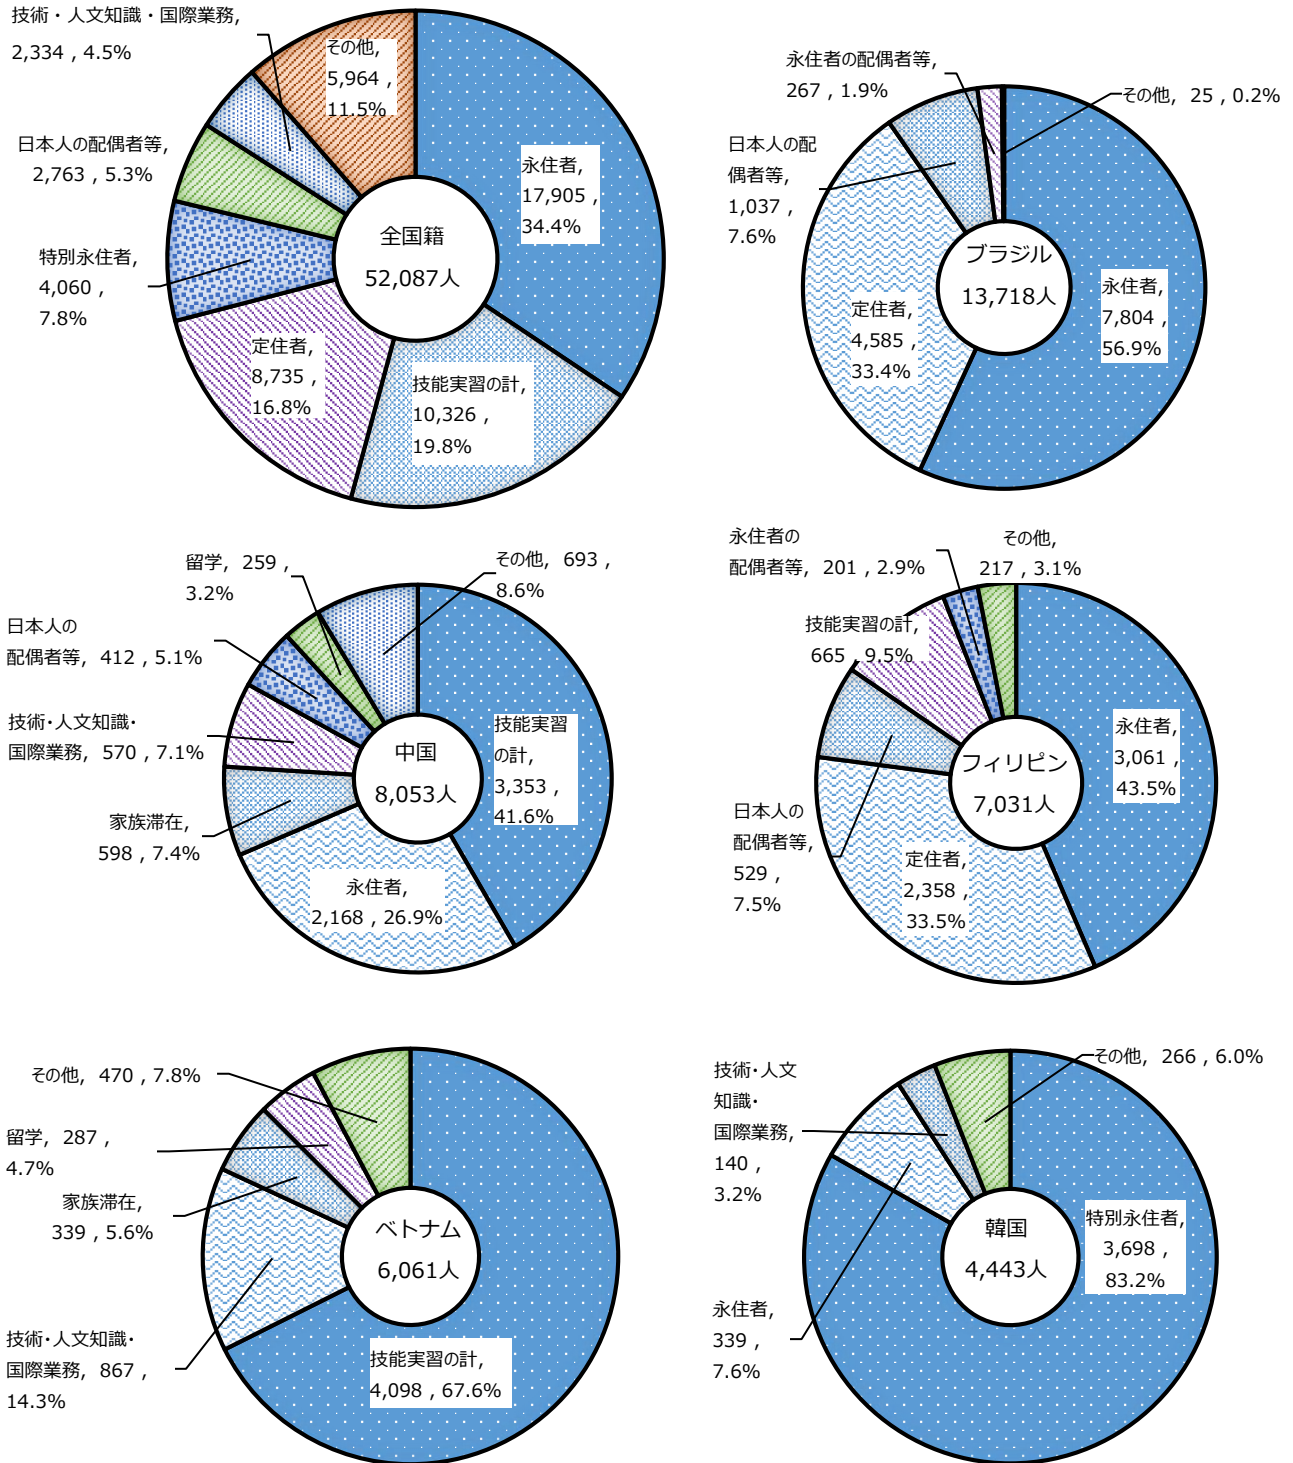 技術・人文知識・国際業務,
2,334 , 4.5%
その他,
5,964 ,
11.5%
日本人の配偶者等,
2,763 , 5.3%
永住者,
17,905 ,
34.4%
特別永住者,
4,060 ,
7.8%
全国籍
52,087人
定住者,
8,735 ,
16.8%
技能実習の計,
10,326 ,
19.8%
永住者の配偶者等,
267 , 1.9%
その他, 25 , 0.2%
日本人の配
偶者等,
1,037 ,
7.6%
ブラジル
13,718人
永住者,
7,804 ,
56.9%
定住者,
4,585 ,
33.4%
留学, 259 ,
3.2%
その他, 693 ,
8.6%
日本人の
配偶者等, 412 , 5.1%
技術・人文知識・
国際業務, 570 , 7.1%
中国
8,053人
技能実習
の計,
3,353 ,
41.6%
家族滞在,
598 , 7.4%
永住者,
2,168 , 26.9%
永住者の
配偶者等, 201 , 2.9%
その他,
217 , 3.1%
技能実習の計,
665 , 9.5%
フィリピン
7,031人
永住者,
3,061 ,
43.5%
日本人の
配偶者等,
529 ,
7.5%
定住者,
2,358 ,
33.5%
その他, 470 , 7.8%
留学, 287 ,
4.7%
家族滞在,
339 , 5.6%
ベトナム
6,061人
技術・人文知識・
国際業務, 867 ,
14.3%
技能実習の計,
4,098 , 67.6%
技術・人文
知識・
国際業務,
140 ,
3.2%
その他, 266 , 6.0%
韓国
4,443人
特別永住者,
3,698 ,
83.2%
永住者,
339 ,
7.6%